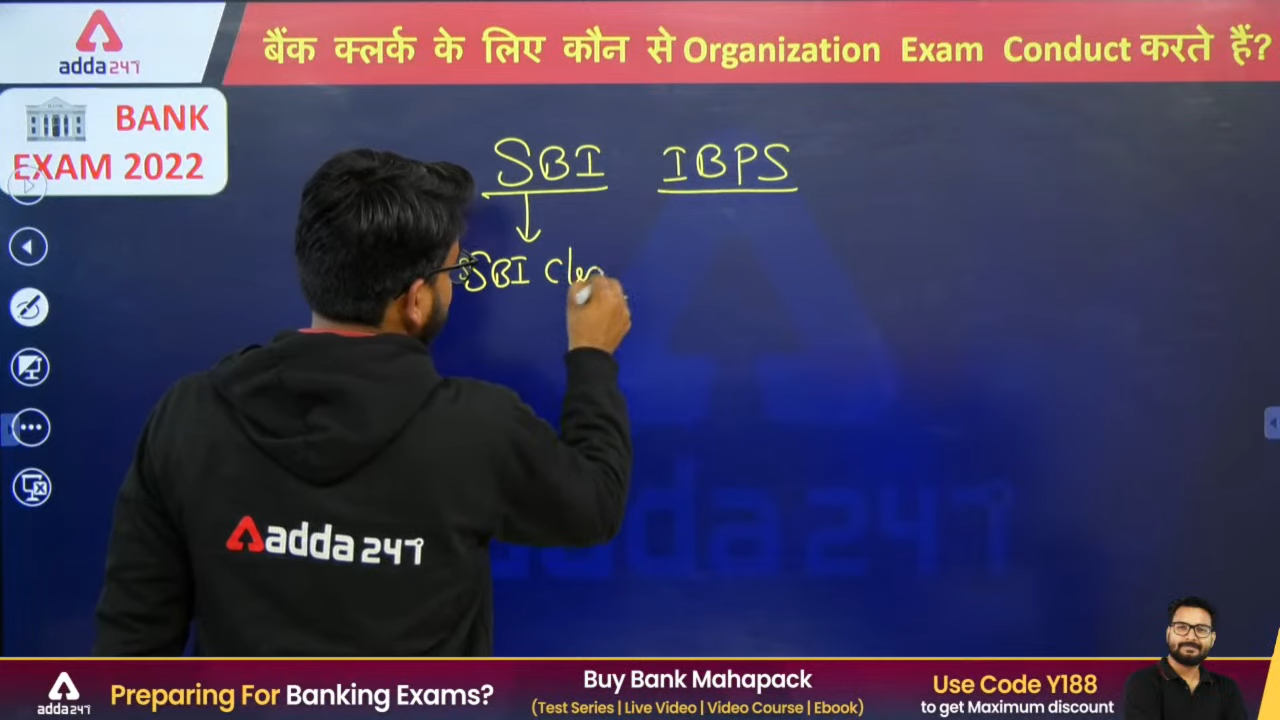 adda247
बैंक क्लर्क के लिए कौन से Organization Exam Conduct करते हैं?
BANK
EXAM 2022
SBI IBPS
SBI Cle
adda247
adda247
adda247
Preparing For Banking Exams?
Buy Bank Mahapack
(Test Series | Live Video | Video Course | Ebook)
Use Code Y188
to get Maximum discount